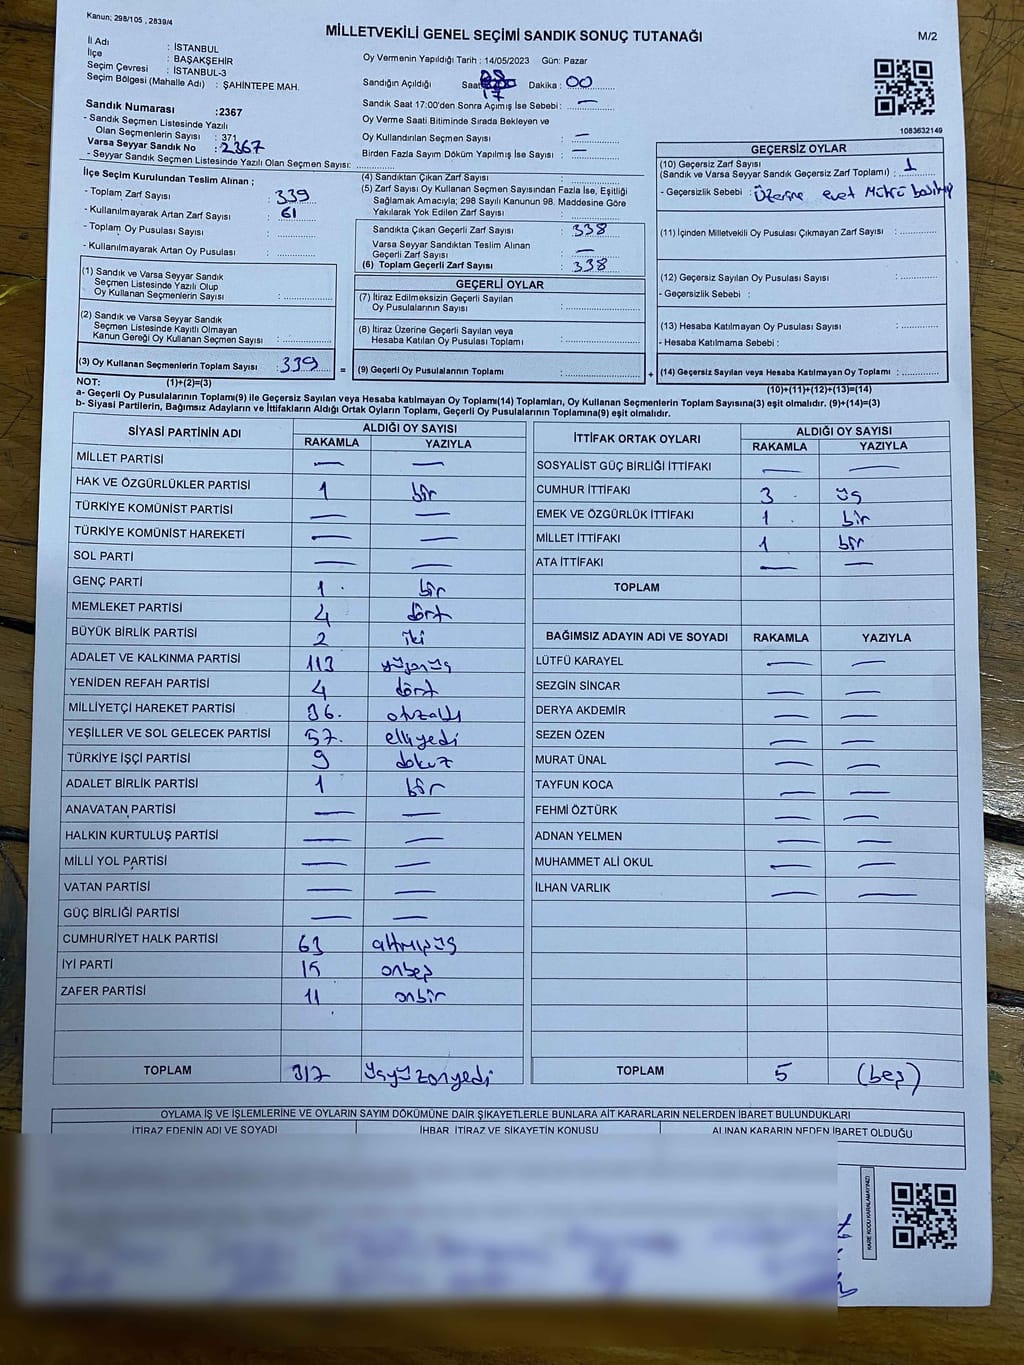 Kanun; 298/105 , 2839/4
MİLLETVEKİLİ GENEL SEÇİMİ SANDIK SONUÇ TUTANAĞI
M/2
İl Adı : İSTANBUL
İlçe : BAŞAKŞEHİR
Seçim Çevresi : İSTANBUL-3
Seçim Bölgesi (Mahalle Adı) : ŞAHİNTEPE MAH.
Sandık Numarası :2367
- Sandık Seçmen Listesinde Yazılı
Olan Seçmenlerin Sayısı : 371
Varsa Seyyar Sandık No : 2367
- Seyyar Sandık Seçmen Listesinde Yazılı Olan Seçmen Sayısı:
Oy Vermenin Yapıldığı Tarih : 14/05/2023 Gün: Pazar
Sandığın Açıldığı Saat 17 Dakika : 00
Sandık Saat 17:00'den Sonra Açımış İse Sebebi : —
Oy Verme Saati Bitiminde Sırada Bekleyen ve
Oy Kullandırılan Seçmen Sayısı : —
Birden Fazla Sayım Döküm Yapılmış İse Sayısı : —
1083632149
İlçe Seçim Kurulundan Teslim Alınan ;
- Toplam Zarf Sayısı : 339
- Kullanılmayarak Artan Zarf Sayısı : 61
- Toplam Oy Pusulası Sayısı :
- Kullanılmayarak Artan Oy Pusulası :
(4) Sandıktan Çıkan Zarf Sayısı :
(5) Zarf Sayısı Oy Kullanan Seçmen Sayısından Fazla İse, Eşitliği
Sağlamak Amacıyla; 298 Sayılı Kanunun 98. Maddesine Göre
Yakılarak Yok Edilen Zarf Sayısı :
Sandıkta Çıkan Geçerli Zarf Sayısı : 338
Varsa Seyyar Sandıktan Teslim Alınan
Geçerli Zarf Sayısı : —
(6) Toplam Geçerli Zarf Sayısı : 338
GEÇERSİZ OYLAR
(10) Geçersiz Zarf Sayısı
(Sandık ve Varsa Seyyar Sandık Geçersiz Zarf Toplamı) : 1
- Geçersizlik Sebebi : Üzerine evet Mührü
(11) İçinden Milletvekili Oy Pusulası Çıkmayan Zarf Sayısı :
(12) Geçersiz Sayılan Oy Pusulası Sayısı :
- Geçersizlik Sebebi :
(13) Hesaba Katılmayan Oy Pusulası Sayısı :
- Hesaba Katılmama Sebebi :
(14) Geçersiz Sayılan veya Hesaba Katılmayan Oy Toplamı :
(1) Sandık ve Varsa Seyyar Sandık
Seçmen Listesinde Yazılı Olup
Oy Kullanan Seçmenlerin Sayısı :
(2) Sandık ve Varsa Seyyar Sandık
Seçmen Listesinde Kayıtlı Olmayan
Kanun Gereği Oy Kullanan Seçmen Sayısı :
(3) Oy Kullanan Seçmenlerin Toplam Sayısı : 339
GEÇERLİ OYLAR
(7) İtiraz Edilmeksizin Geçerli Sayılan
Oy Pusulalarının Sayısı :
(8) İtiraz Üzerine Geçerli Sayılan veya
Hesaba Katılan Oy Pusulası Toplamı :
= (9) Geçerli Oy Pusulalarının Toplamı : +
NOT: (1)+(2)=(3) (10)+(11)+(12)+(13)=(14)
a- Geçerli Oy Pusulalarının Toplamı(9) ile Geçersiz Sayılan veya Hesaba katılmayan Oy Toplamı(14) Toplamları, Oy Kullanan Seçmenlerin Toplam Sayısına(3) eşit olmalıdır. (9)+(14)=(3)
b- Siyasi Partilerin, Bağımsız Adayların ve İttifakların Aldığı Ortak Oyların Toplamı, Geçerli Oy Pusulalarının Toplamına(9) eşit olmalıdır.
SİYASİ PARTİNİN ADI ALDIĞI OY SAYISI
RAKAMLA YAZIYLA
MİLLET PARTİSİ — —
HAK VE ÖZGÜRLÜKLER PARTİSİ 1 bir
TÜRKİYE KOMÜNİST PARTİSİ — —
TÜRKİYE KOMÜNİST HAREKETİ — —
SOL PARTİ — —
GENÇ PARTİ 1 bir
MEMLEKET PARTİSİ 4 dört
BÜYÜK BİRLİK PARTİSİ 2 iki
ADALET VE KALKINMA PARTİSİ 113 yüzonüç
YENİDEN REFAH PARTİSİ 4 dört
MİLLİYETÇİ HAREKET PARTİSİ 36 otuzaltı
YEŞİLLER VE SOL GELECEK PARTİSİ 57 elliyedi
TÜRKİYE İŞÇİ PARTİSİ 9 dokuz
ADALET BİRLİK PARTİSİ 1 bir
ANAVATAN PARTİSİ — —
HALKIN KURTULUŞ PARTİSİ — —
MİLLİ YOL PARTİSİ — —
VATAN PARTİSİ — —
GÜÇ BİRLİĞİ PARTİSİ — —
CUMHURİYET HALK PARTİSİ 63 altmışüç
İYİ PARTİ 15 onbeş
ZAFER PARTİSİ 11 onbir
TOPLAM 317 üçyüzonyedi
İTTİFAK ORTAK OYLARI ALDIĞI OY SAYISI
RAKAMLA YAZIYLA
SOSYALİST GÜÇ BİRLİĞİ İTTİFAKI — —
CUMHUR İTTİFAKI 3 üç
EMEK VE ÖZGÜRLÜK İTTİFAKI 1 bir
MİLLET İTTİFAKI 1 bir
ATA İTTİFAKI — —
TOPLAM
BAĞIMSIZ ADAYIN ADI VE SOYADI RAKAMLA YAZIYLA
LÜTFÜ KARAYEL — —
SEZGİN SİNCAR — —
DERYA AKDEMİR — —
SEZEN ÖZEN — —
MURAT ÜNAL — —
TAYFUN KOCA — —
FEHMİ ÖZTÜRK — —
ADNAN YELMEN — —
MUHAMMET ALİ OKUL — —
İLHAN VARLIK — —
TOPLAM 5 (beş)
OYLAMA İŞ VE İŞLEMLERİNE VE OYLARIN SAYIM DÖKÜMÜNE DAİR ŞİKAYETLERLE BUNLARA AİT KARARLARIN NELERDEN İBARET BULUNDUKLARI
İTİRAZ EDENİN ADI VE SOYADI İHBAR, İTİRAZ VE ŞİKAYETİN KONUSU ALINAN KARARIN NEDEN İBARET OLDUĞU
KARE KODU KARALAMAYINIZ!